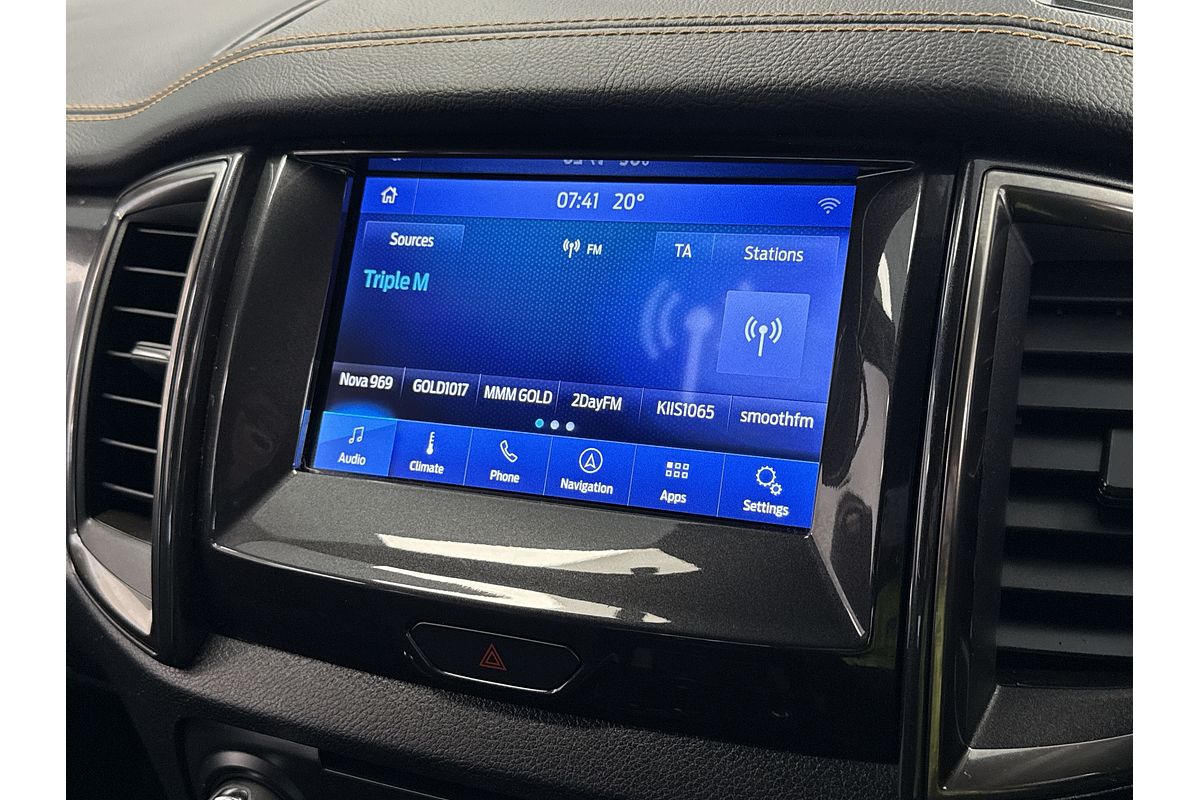 07:41 20°
Sources FM TA Stations
Triple M
Nova 969 GOLD1017 MMM GOLD 2DayFM KIIS1065 smoothfm
Audio Climate Phone Navigation Apps Settings